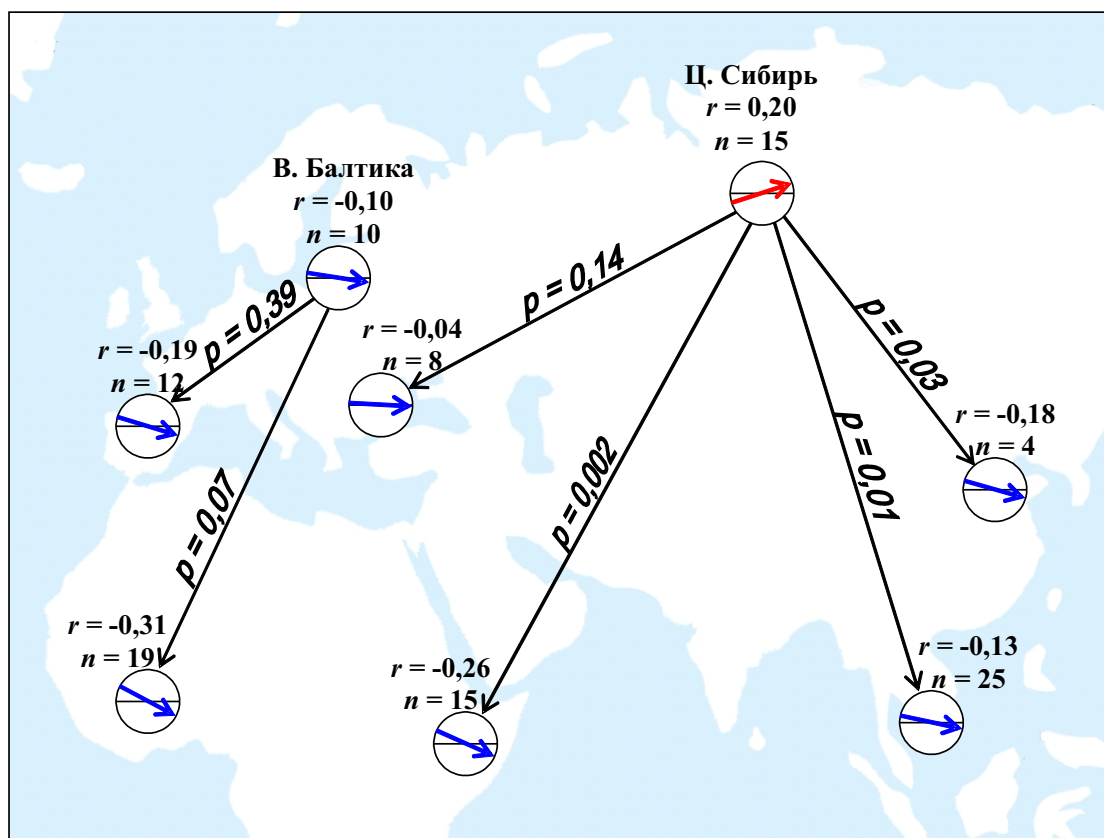 Ц. Сибирь
r = 0,20
n = 15
В. Балтика
r = -0,10
n = 10
p = 0,39
p = 0,14
r = -0,19
n = 12
r = -0,04
n = 8
p = 0,03
p = 0,07
p = 0,002
p = 0,01
r = -0,18
n = 4
r = -0,31
n = 19
r = -0,26
n = 15
r = -0,13
n = 25